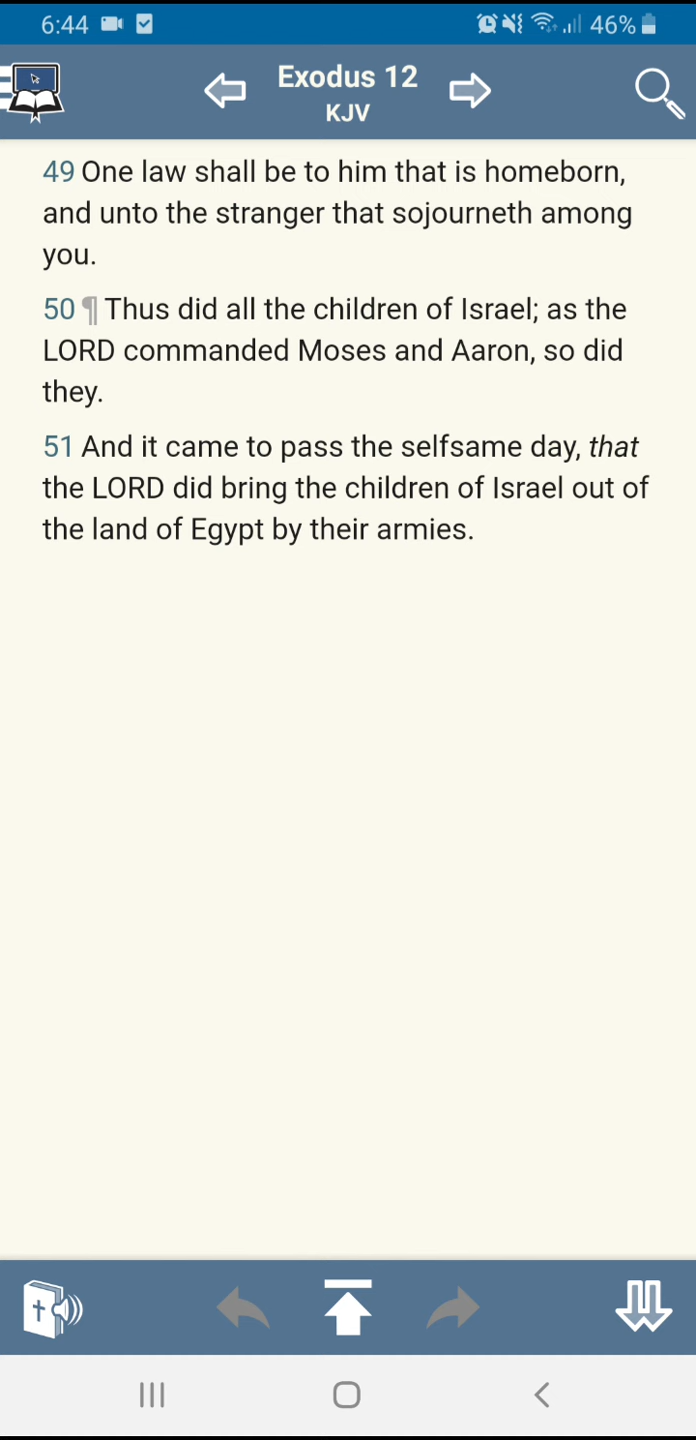 6:44 46%
Exodus 12
KJV
49 One law shall be to him that is homeborn,
and unto the stranger that sojourneth among
you.
50 ¶ Thus did all the children of Israel; as the
LORD commanded Moses and Aaron, so did
they.
51 And it came to pass the selfsame day, that
the LORD did bring the children of Israel out of
the land of Egypt by their armies.